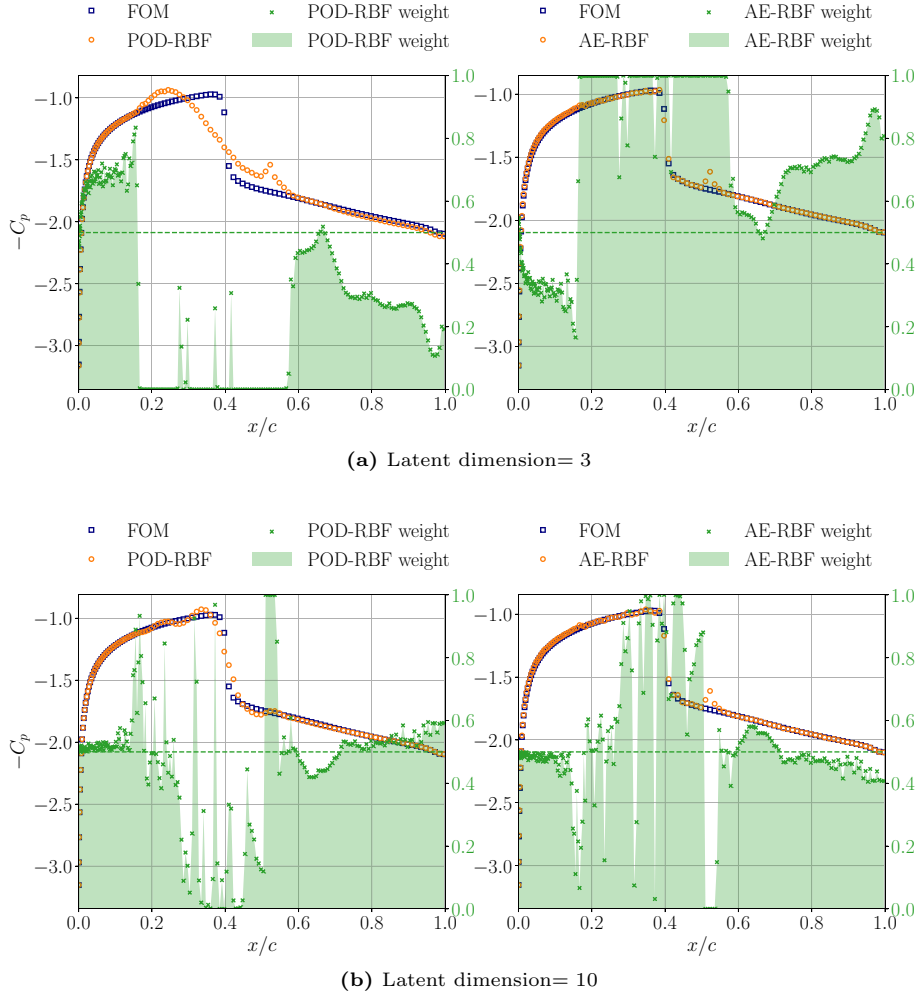 FOM
POD-RBF
POD-RBF weight
POD-RBF weight
FOM
AE-RBF
AE-RBF weight
AE-RBF weight
−1.0
−1.5
−2.0
−2.5
−3.0
−C_p
0.0 0.2 0.4 0.6 0.8 1.0
x/c
1.0
0.8
0.6
0.4
0.2
0.0
−1.0
−1.5
−2.0
−2.5
−3.0
0.0 0.2 0.4 0.6 0.8 1.0
x/c
1.0
0.8
0.6
0.4
0.2
0.0
(a) Latent dimension= 3
FOM
POD-RBF
POD-RBF weight
POD-RBF weight
FOM
AE-RBF
AE-RBF weight
AE-RBF weight
−1.0
−1.5
−2.0
−2.5
−3.0
−C_p
0.0 0.2 0.4 0.6 0.8 1.0
x/c
1.0
0.8
0.6
0.4
0.2
0.0
−1.0
−1.5
−2.0
−2.5
−3.0
0.0 0.2 0.4 0.6 0.8 1.0
x/c
1.0
0.8
0.6
0.4
0.2
0.0
(b) Latent dimension= 10